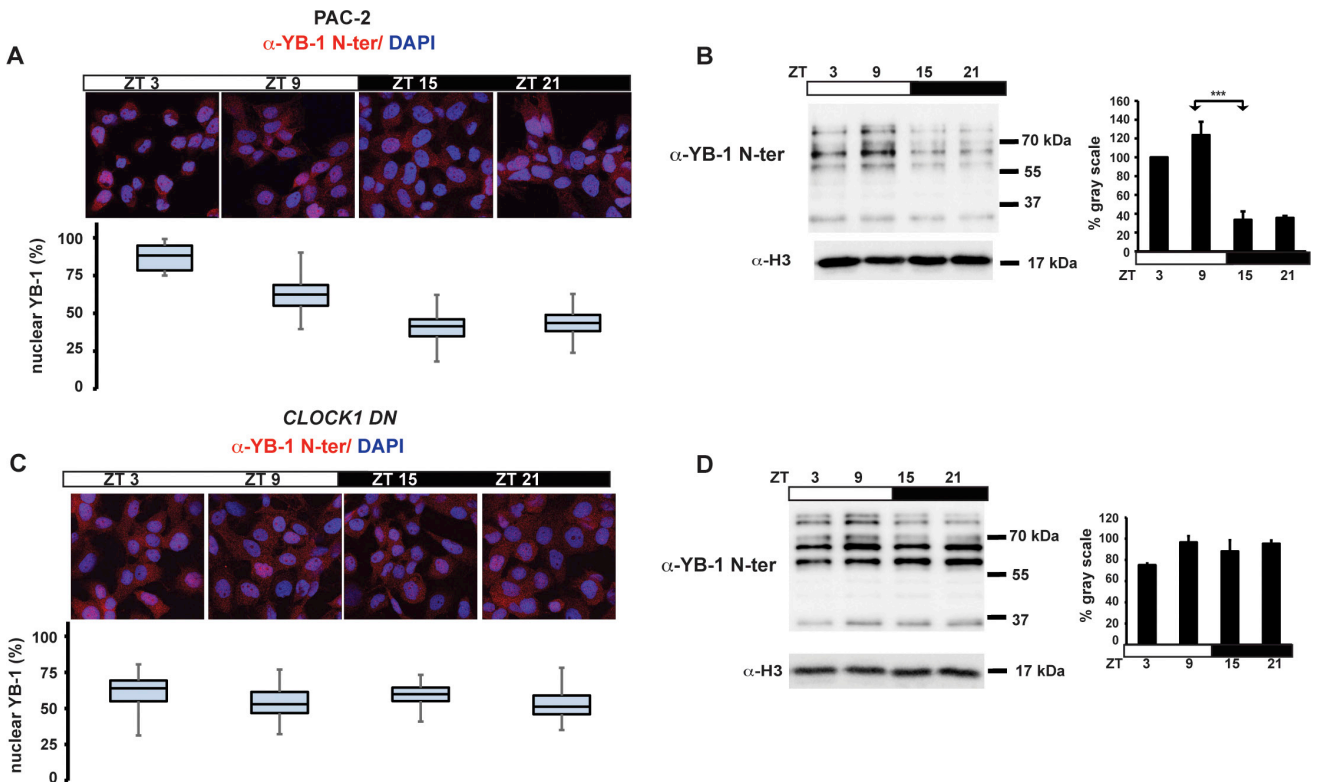 PAC-2
α-YB-1 N-ter/ DAPI
A
ZT 3 ZT 9 ZT 15 ZT 21
nuclear YB-1 (%)
100
75
50
25
0
B
ZT 3 9 15 21
α-YB-1 N-ter
70 kDa
55
37
α-H3
17 kDa
% gray scale
160
140
120
100
80
60
40
20
0
***
ZT 3 9 15 21
CLOCK1 DN
α-YB-1 N-ter/ DAPI
C
ZT 3 ZT 9 ZT 15 ZT 21
nuclear YB-1 (%)
100
75
50
25
0
D
ZT 3 9 15 21
α-YB-1 N-ter
70 kDa
55
37
α-H3
17 kDa
% gray scale
120
100
80
60
40
20
0
ZT 3 9 15 21